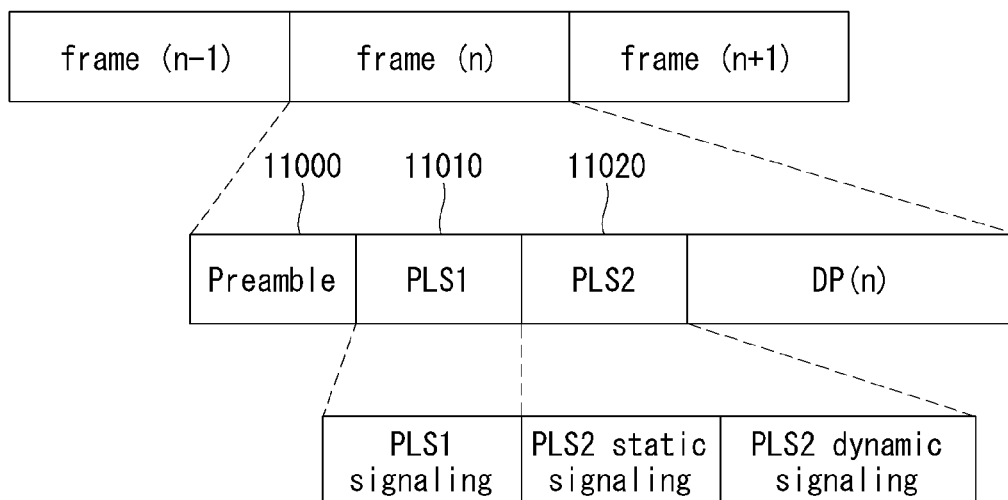 frame (n-1) frame (n) frame (n+1)
11000 11010 11020
Preamble PLS1 PLS2 DP(n)
PLS1 signaling
PLS2 static signaling
PLS2 dynamic signaling